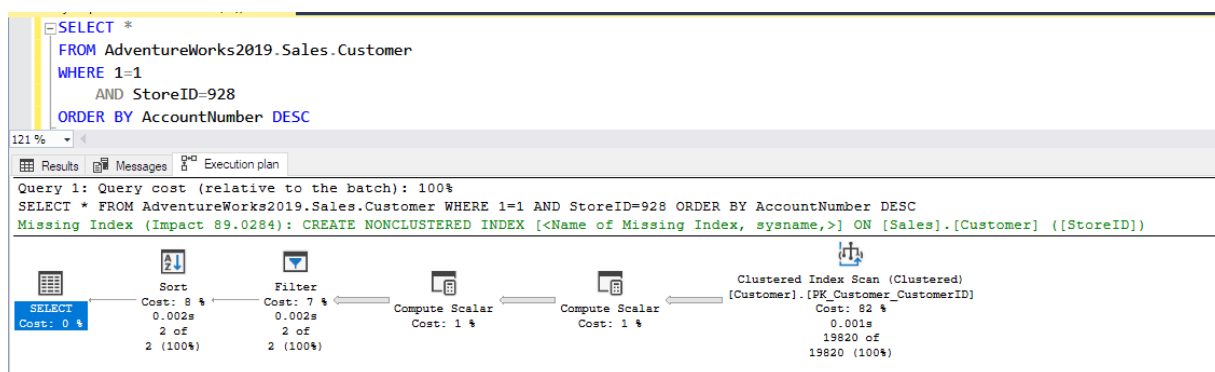 SELECT *
FROM AdventureWorks2019.Sales.Customer
WHERE 1=1
AND StoreID=928
ORDER BY AccountNumber DESC
121 %
Results Messages Execution plan
Query 1: Query cost (relative to the batch): 100%
SELECT * FROM AdventureWorks2019.Sales.Customer WHERE 1=1 AND StoreID=928 ORDER BY AccountNumber DESC
Missing Index (Impact 89.0284): CREATE NONCLUSTERED INDEX [<Name of Missing Index, sysname,>] ON [Sales].[Customer] ([StoreID])
SELECT
Cost: 0 %
Sort
Cost: 8 %
0.002s
2 of
2 (100%)
Filter
Cost: 7 %
0.002s
2 of
2 (100%)
Compute Scalar
Cost: 1 %
Compute Scalar
Cost: 1 %
Clustered Index Scan (Clustered)
[Customer].[PK_Customer_CustomerID]
Cost: 82 %
0.001s
19820 of
19820 (100%)